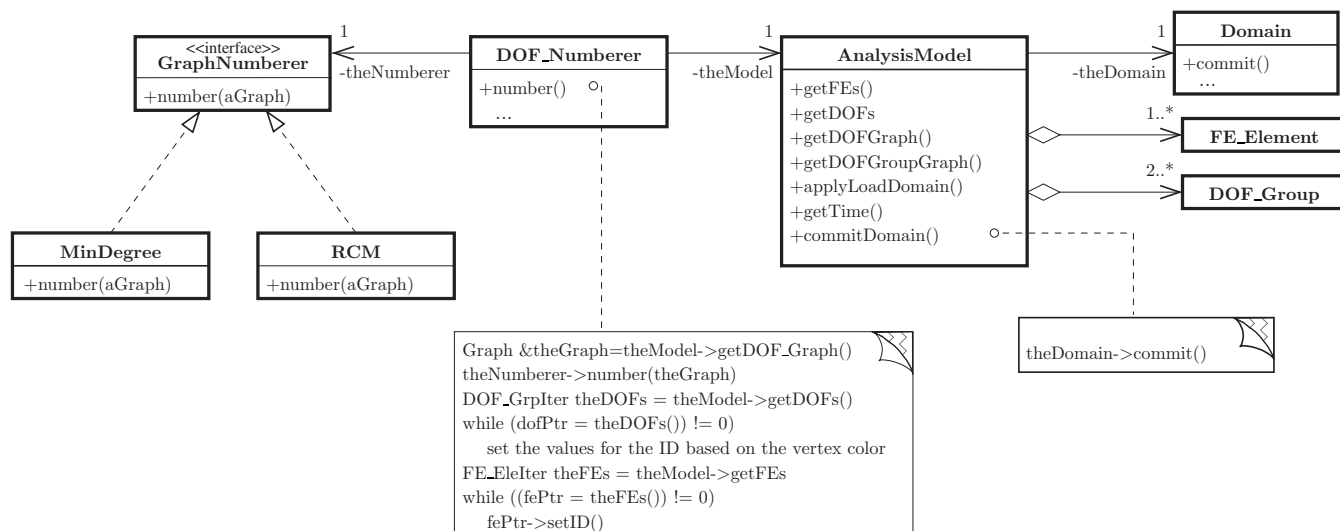 <<interface>>
GraphNumberer
+number(aGraph)
1
-theNumberer
DOF_Numberer
+number()
...
1
-theModel
AnalysisModel
+getFEs()
+getDOFs
+getDOFGraph()
+getDOFGroupGraph()
+applyLoadDomain()
+getTime()
+commitDomain()
1
-theDomain
Domain
+commit()
...
1..*
FE_Element
2..*
DOF_Group
MinDegree
+number(aGraph)
RCM
+number(aGraph)
Graph &theGraph=theModel->getDOF_Graph()
theNumberer->number(theGraph)
DOF_GrpIter theDOFs = theModel->getDOFs()
while (dofPtr = theDOFs()) != 0)
set the values for the ID based on the vertex color
FE_EleIter theFEs = theModel->getFEs
while ((fePtr = theFEs()) != 0)
fePtr->setID()
theDomain->commit()